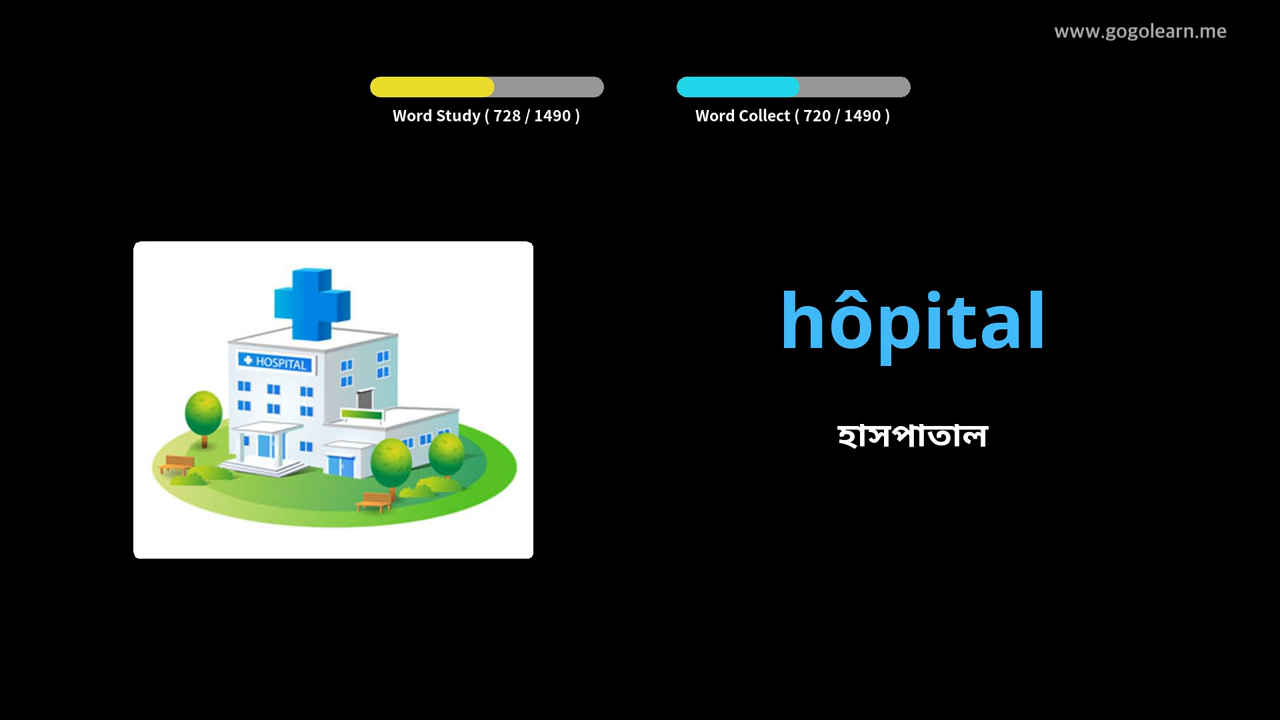 www.gogolearn.me
Word Study ( 728 / 1490 )
Word Collect ( 720 / 1490 )
HOSPITAL
hôpital
হাসপাতাল